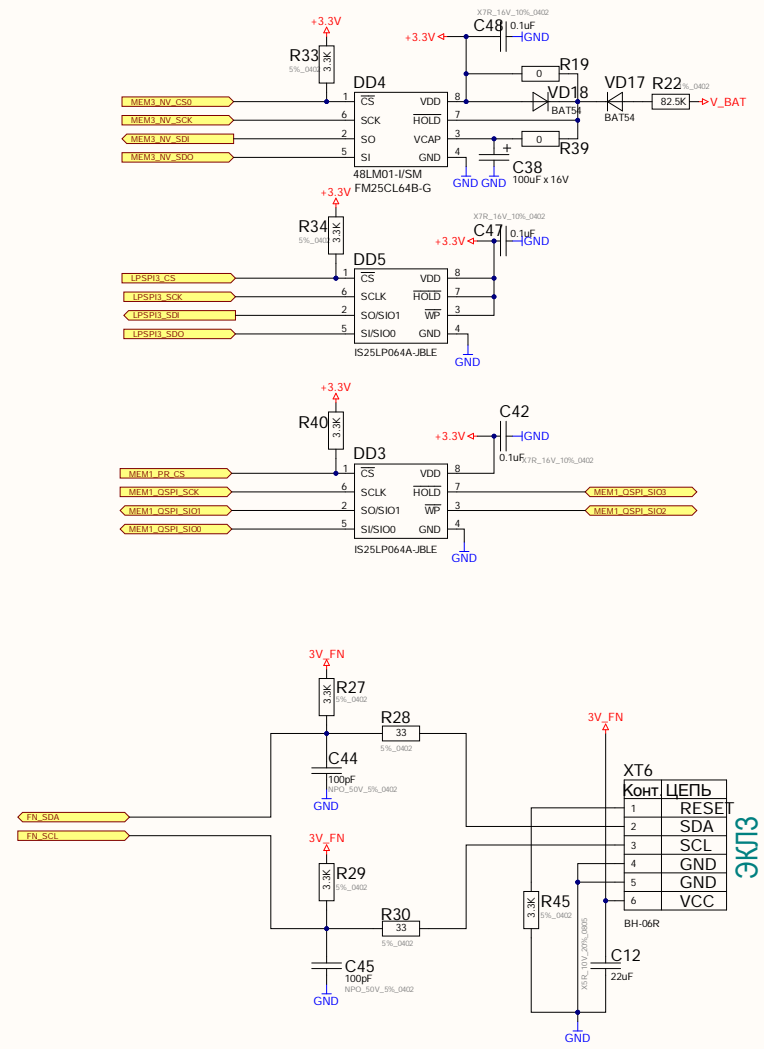 X7R_16V_10%_0402
C48
0.1uF
+3.3V
GND
+3.3V
R33
5%_0402
3.3K
DD4
MEM3_NV_CS0
MEM3_NV_SCK
MEM3_NV_SDI
MEM3_NV_SDO
1 CS VDD 8
6 SCK HOLD 7
2 SO VCAP 3
5 SI GND 4
48LM01-I/SM
FM25CL64B-G
R19
0
VD18
BAT54
VD17
BAT54
R22
%_0402
82.5K
V_BAT
0
R39
C38
100uF x 16V
GND GND
+3.3V
R34
5%_0402
3.3K
X7R_16V_10%_0402
C47
0.1uF
+3.3V
GND
DD5
LPSPI3_CS
LPSPI3_SCK
LPSPI3_SDI
LPSPI3_SDO
1 CS VDD 8
6 SCLK HOLD 7
2 SO/SIO1 WP 3
5 SI/SIO0 GND 4
IS25LP064A-JBLE
GND
+3.3V
R40
3.3K
C42
+3.3V
GND
0.1uF
X7R_16V_10%_0402
DD3
MEM1_PR_CS
MEM1_QSPI_SCK
MEM1_QSPI_SIO1
MEM1_QSPI_SIO0
1 CS VDD 8
6 SCLK HOLD 7
2 SO/SIO1 WP 3
5 SI/SIO0 GND 4
MEM1_QSPI_SIO3
MEM1_QSPI_SIO2
IS25LP064A-JBLE
GND
3V_FN
R27
5%_0402
3.3K
R28
33
5%_0402
C44
100pF
NPO_50V_5%_0402
GND
FN_SDA
FN_SCL
3V_FN
R29
5%_0402
3.3K
R30
33
5%_0402
C45
100pF
NPO_50V_5%_0402
GND
3V_FN
XT6
Конт. ЦЕПЬ
1 RESET
2 SDA
3 SCL
4 GND
5 GND
6 VCC
BH-06R
ЭКЛЗ
R45
5%_0402
3.3K
X5R_10V_20%_0805
C12
22uF
GND